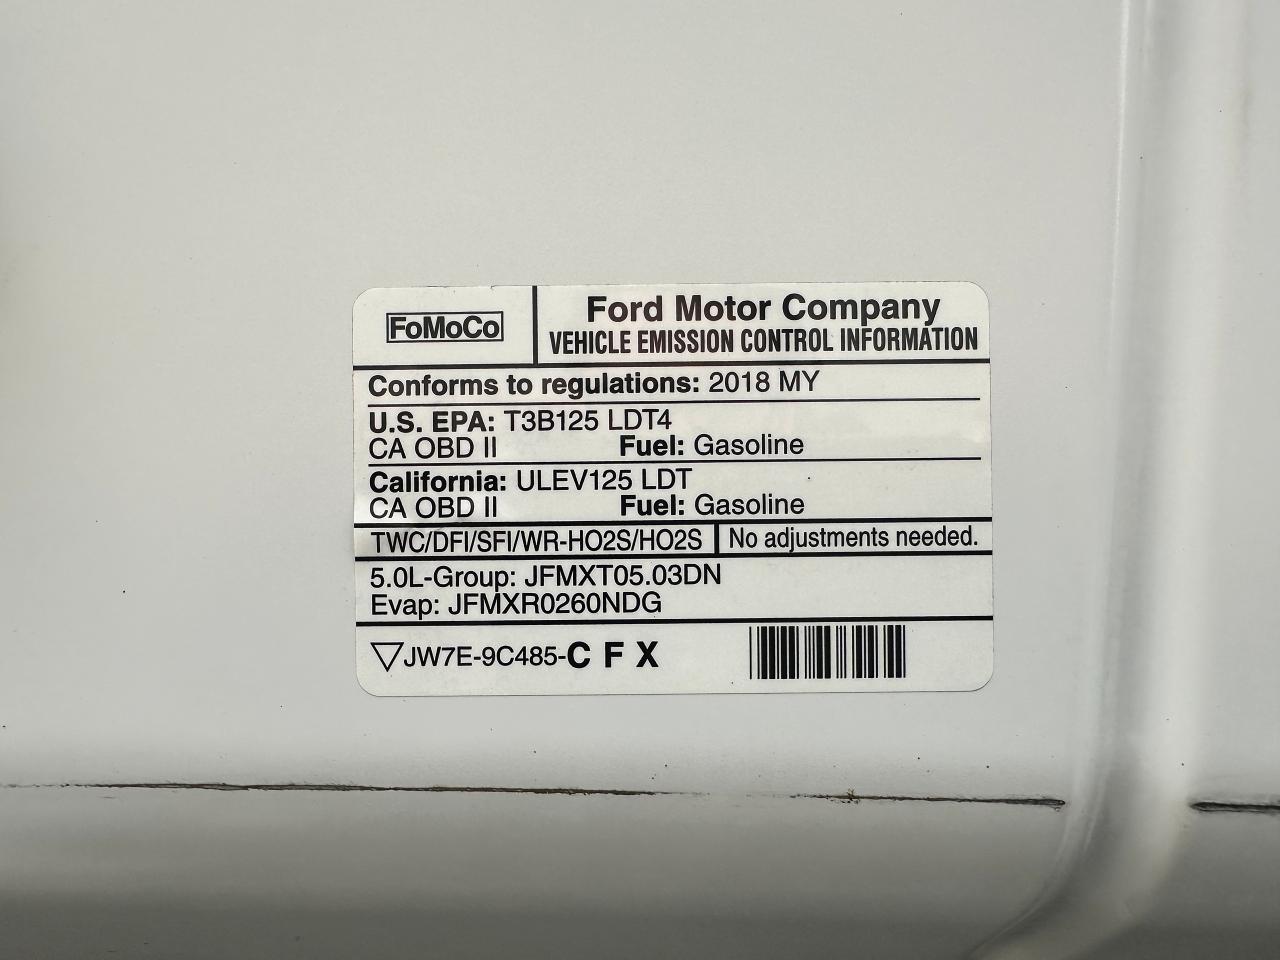 FoMoCo
Ford Motor Company
VEHICLE EMISSION CONTROL INFORMATION
Conforms to regulations: 2018 MY
U.S. EPA: T3B125 LDT4
CA OBD II Fuel: Gasoline
California: ULEV125 LDT
CA OBD II Fuel: Gasoline
TWC/DFI/SFI/WR-HO2S/HO2S No adjustments needed.
5.0L-Group: JFMXT05.03DN
Evap: JFMXR0260NDG
▽JW7E-9C485-C F X